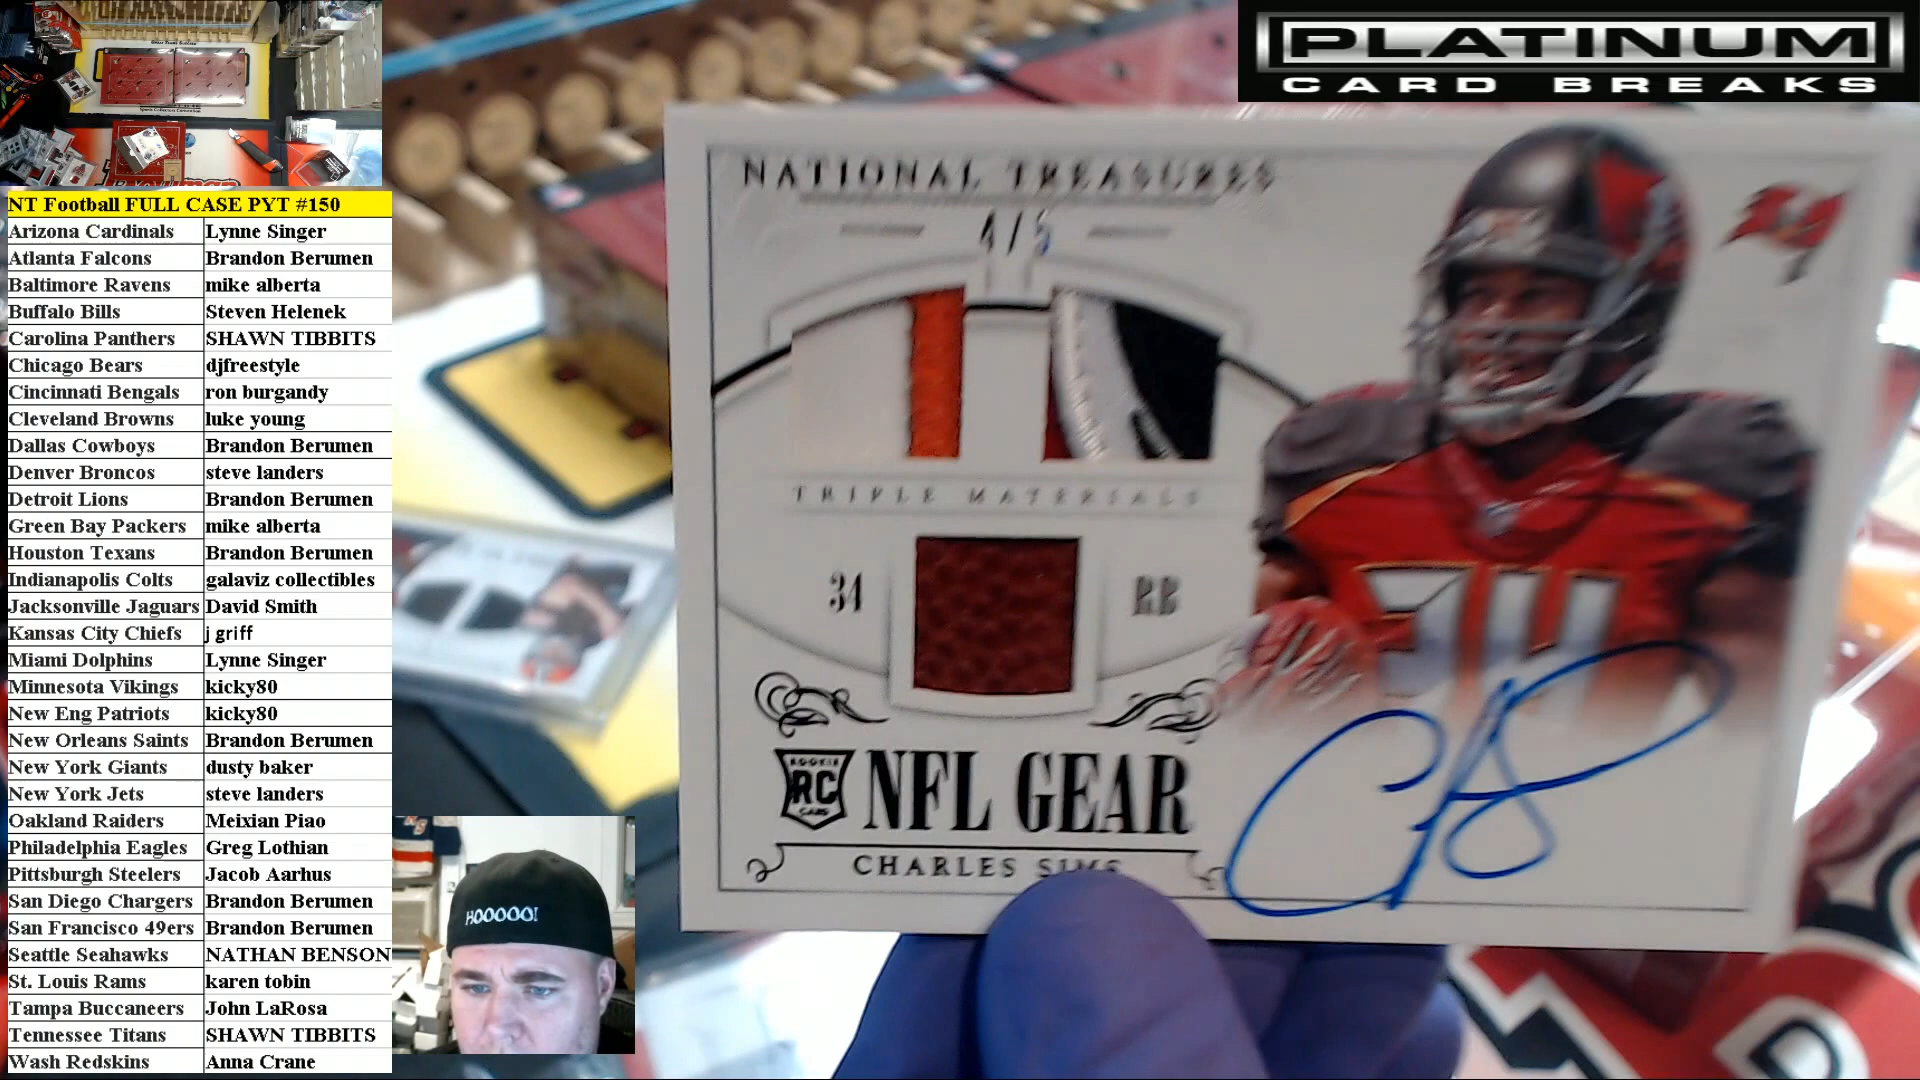 PLATINUM
CARD BREAKS
NT Football FULL CASE PYT #150
Arizona Cardinals Lynne Singer
Atlanta Falcons Brandon Berumen
Baltimore Ravens mike alberta
Buffalo Bills Steven Helenek
Carolina Panthers SHAWN TIBBITS
Chicago Bears djfreestyle
Cincinnati Bengals ron burgandy
Cleveland Browns luke young
Dallas Cowboys Brandon Berumen
Denver Broncos steve landers
Detroit Lions Brandon Berumen
Green Bay Packers mike alberta
Houston Texans Brandon Berumen
Indianapolis Colts galaviz collectibles
Jacksonville Jaguars David Smith
Kansas City Chiefs j griff
Miami Dolphins Lynne Singer
Minnesota Vikings kicky80
New Eng Patriots kicky80
New Orleans Saints Brandon Berumen
New York Giants dusty baker
New York Jets steve landers
Oakland Raiders Meixian Piao
Philadelphia Eagles Greg Lothian
Pittsburgh Steelers Jacob Aarhus
San Diego Chargers Brandon Berumen
San Francisco 49ers Brandon Berumen
Seattle Seahawks NATHAN BENSON
St. Louis Rams karen tobin
Tampa Buccaneers John LaRosa
Tennessee Titans SHAWN TIBBITS
Wash Redskins Anna Crane
NATIONAL TREASURES
4/5
TRIPLE MATERIALS
34 RB
ROOKIE
RC
CARD
NFL GEAR
CHARLES SIMS
34
HOOOOO!